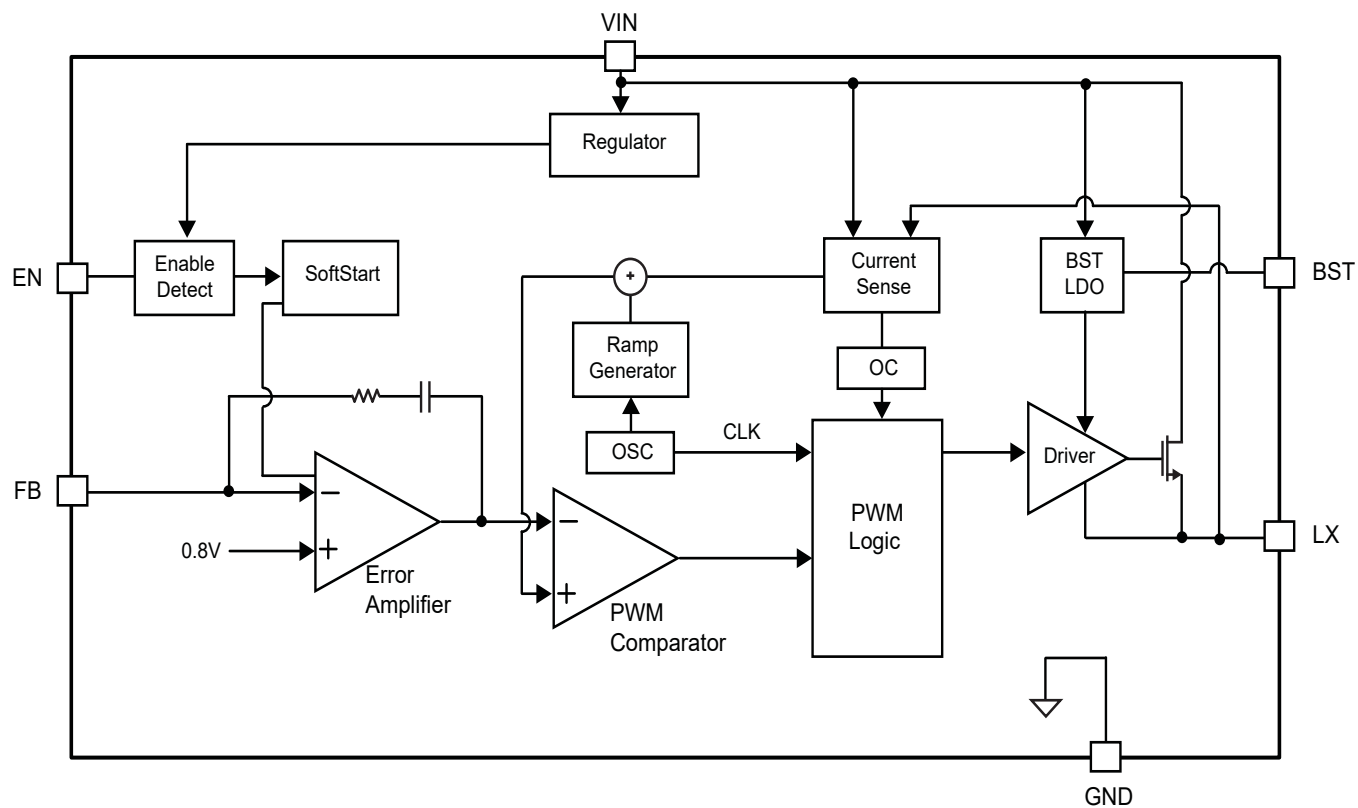 VIN
Regulator
EN
Enable
Detect
SoftStart
+
Current
Sense
BST
LDO
BST
Ramp
Generator
OC
OSC
CLK
Driver
FB
−
0.8V
+
Error
Amplifier
−
+
PWM
Comparator
PWM
Logic
LX
GND